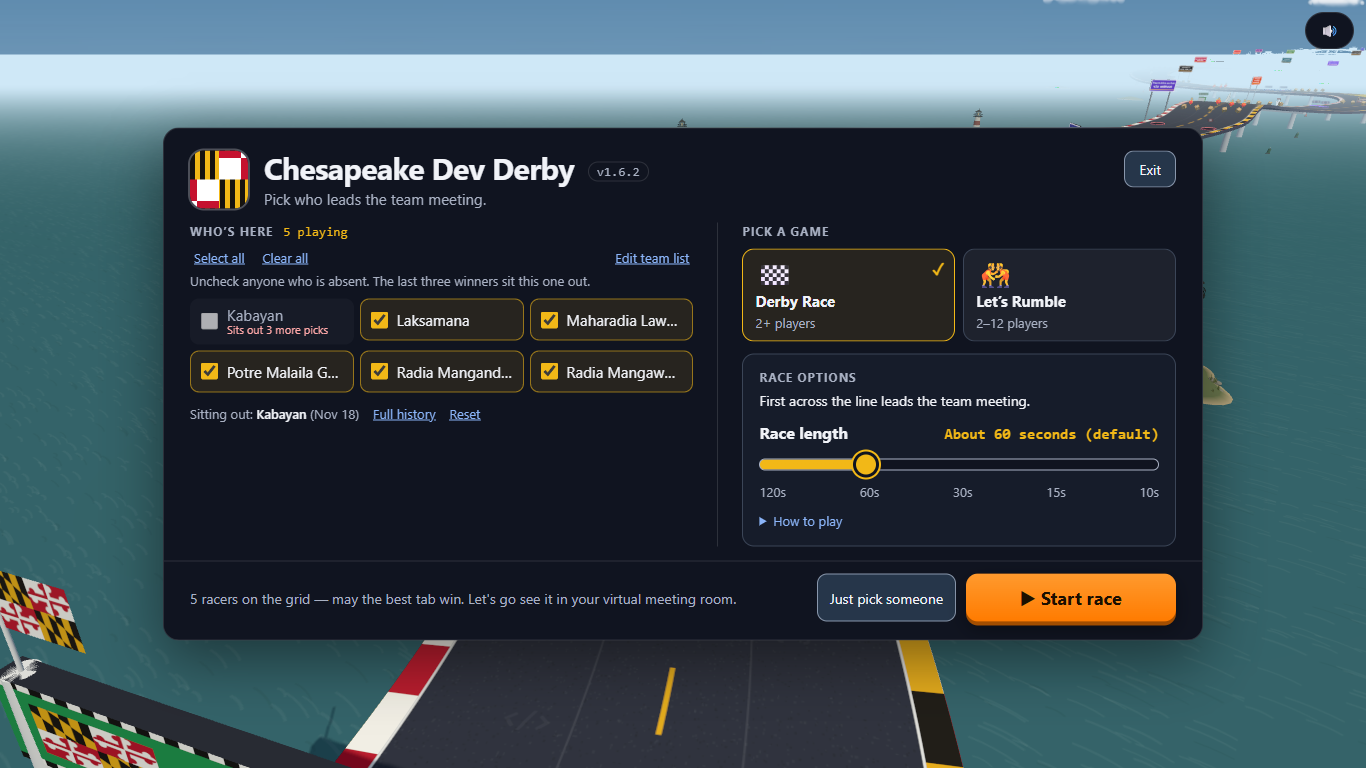 Chesapeake Dev Derby v1.6.2
Pick who leads the team meeting.
Exit
WHO'S HERE 5 playing
Select all Clear all Edit team list
Uncheck anyone who is absent. The last three winners sit this one out.
Kabayan
Sits out 3 more picks
Laksamana
Maharadia Law...
Potre Malaila G...
Radia Mangand...
Radia Mangaw...
Sitting out: Kabayan (Nov 18) Full history Reset
PICK A GAME
Derby Race
2+ players
Let's Rumble
2–12 players
RACE OPTIONS
First across the line leads the team meeting.
Race length About 60 seconds (default)
120s 60s 30s 15s 10s
How to play
5 racers on the grid — may the best tab win. Let's go see it in your virtual meeting room.
Just pick someone
Start race